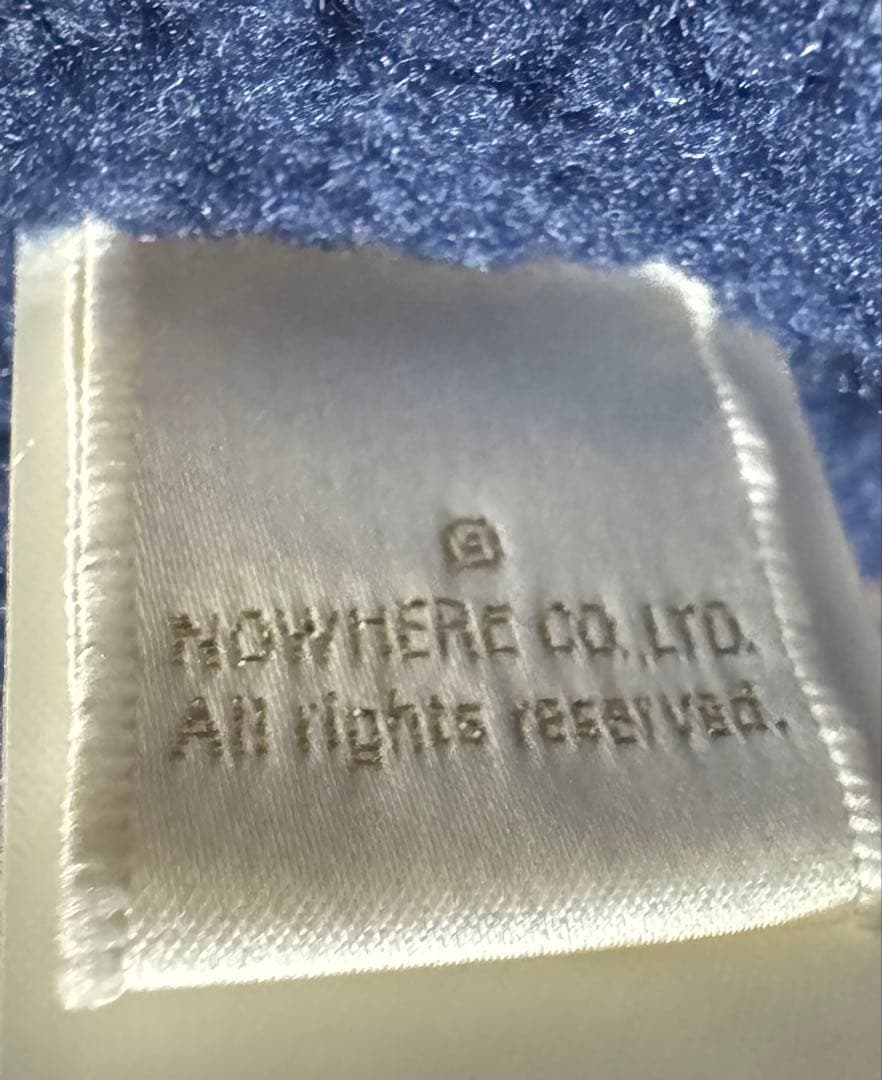 ©
NOWHERE CO.,LTD.
All rights reserved.